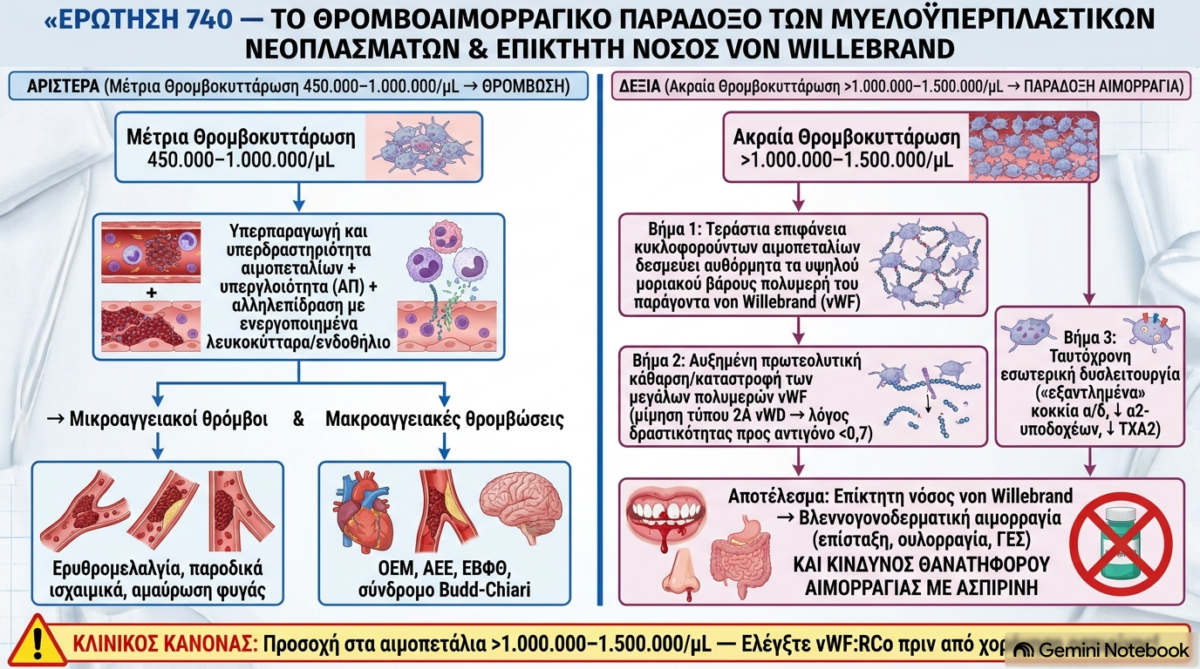 «ΕΡΩΤΗΣΗ 740 — ΤΟ ΘΡΟΜΒΟΑΙΜΟΡΡΑΓΙΚΟ ΠΑΡΑΔΟΞΟ ΤΩΝ ΜΥΕΛΟΫΠΕΡΠΛΑΣΤΙΚΩΝ
ΝΕΟΠΛΑΣΜΑΤΩΝ & ΕΠΙΚΤΗΤΗ ΝΟΣΟΣ VON WILLEBRAND
ΑΡΙΣΤΕΡΑ (Μέτρια Θρομβοκυττάρωση 450.000–1.000.000/μL → ΘΡΟΜΒΩΣΗ)
Μέτρια Θρομβοκυττάρωση
450.000–1.000.000/μL
Υπερπαραγωγή και
υπερδραστηριότητα
αιμοπεταλίων +
υπεργλοιότητα (ΑΠ) +
αλληλεπίδραση με
ενεργοποιημένα
λευκοκύτταρα/ενδοθήλιο
+
→ Μικροαγγειακοί θρόμβοι & Μακροαγγειακές θρομβώσεις
Ερυθρομελαλγία, παροδικά
ισχαιμικά, αμαύρωση φυγάς
ΟΕΜ, ΑΕΕ, ΕΒΦΘ,
σύνδρομο Budd-Chiari
ΔΕΞΙΑ (Ακραία Θρομβοκυττάρωση >1.000.000–1.500.000/μL → ΠΑΡΑΔΟΞΗ ΑΙΜΟΡΡΑΓΙΑ)
Ακραία Θρομβοκυττάρωση
>1.000.000–1.500.000/μL
Βήμα 1: Τεράστια επιφάνεια
κυκλοφορούντων αιμοπεταλίων
δεσμεύει αυθόρμητα τα υψηλού
μοριακού βάρους πολυμερή του
παράγοντα von Willebrand (vWF)
Βήμα 2: Αυξημένη πρωτεολυτική
κάθαρση/καταστροφή των
μεγάλων πολυμερών vWF
(μίμηση τύπου 2A vWD → λόγος
δραστικότητας προς αντιγόνο <0,7)
Βήμα 3:
Ταυτόχρονη
εσωτερική δυσλειτουργία
(«εξαντλημένα»
κοκκία α/δ, ↓ α2-
υποδοχέων, ↓ TXA2)
Αποτέλεσμα: Επίκτητη νόσος von Willebrand
→ Βλεννογονοδερματική αιμορραγία
(επίσταξη, ουλορραγία, ΓΕΣ)
ΚΑΙ ΚΙΝΔΥΝΟΣ ΘΑΝΑΤΗΦΟΡΟΥ
ΑΙΜΟΡΡΑΓΙΑΣ ΜΕ ΑΣΠΙΡΙΝΗ
ΚΛΙΝΙΚΟΣ ΚΑΝΟΝΑΣ: Προσοχή στα αιμοπετάλια >1.000.000–1.500.000/μL — Ελέγξτε vWF:RCo πριν από
Gemini Notebook